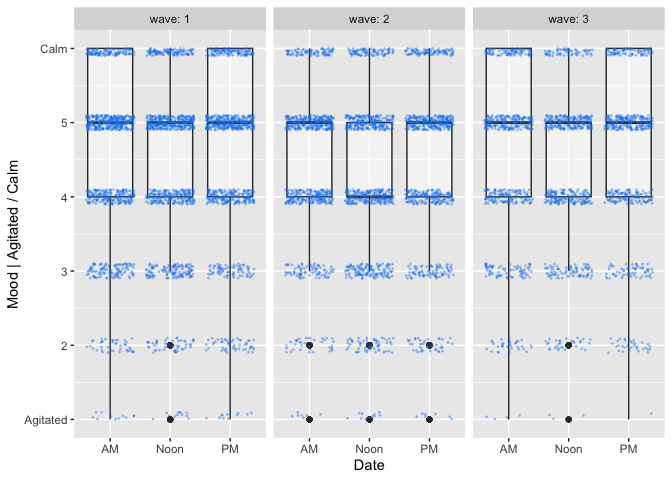 wave: 1 wave: 2 wave: 3
Calm
5
4
3
2
Agitated
Mood | Agitated / Calm
AM Noon PM AM Noon PM AM Noon PM
Date